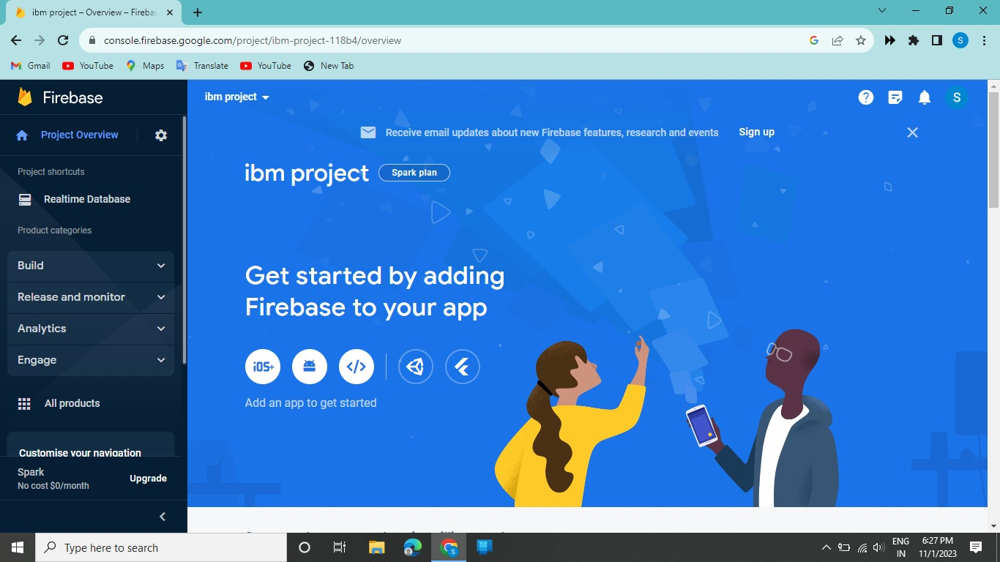 ibm project – Overview – Fireba
console.firebase.google.com/project/ibm-project-118b4/overview
G
S
Gmail
YouTube
Maps
Translate
YouTube
New Tab
Firebase
ibm project
?
S
Project Overview
Receive email updates about new Firebase features, research and events
Sign up
Project shortcuts
ibm project
Spark plan
Realtime Database
Product categories
Build
Release and monitor
Analytics
Engage
Get started by adding
Firebase to your app
iOS+
</>
Add an app to get started
All products
Customise your navigation
Spark
No cost $0/month
Upgrade
Type here to search
S
ENG
IN
6:27 PM
11/1/2023